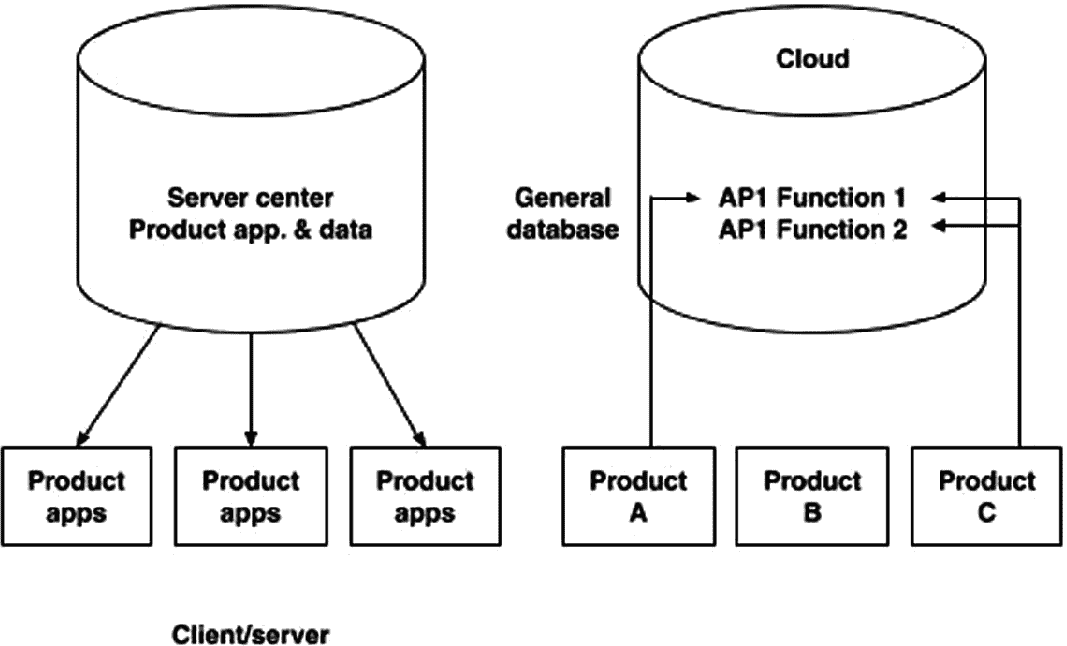 Server center
Product app. & data
Product
apps
Product
apps
Product
apps
Client/server
Cloud
General
database
AP1 Function 1
AP1 Function 2
Product
A
Product
B
Product
C